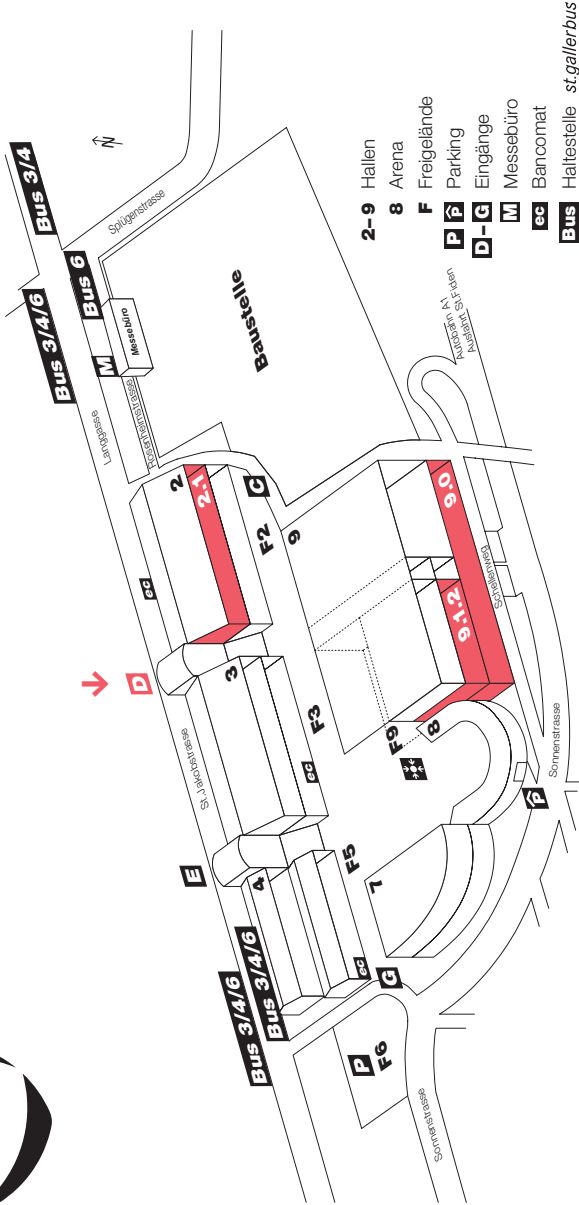 Bus 3/4
Bus 3/4/6
Bus 6
Splügenstrasse
N
M
Messebüro
Langgasse
Rosenheimstrasse
Baustelle
ec
2
2.1
C
F2
D
3
9
St.Jakobstrasse
F3
ec
E
4
F5
F9
8
9.0
9.1.2
Schellenweg
Autobahn A1
Ausfahrt St.Fiden
Bus 3/4/6
Bus 3/4/6
ec
G
7
P
Sonnenstrasse
P
F6
Sonnenstrasse
2–9 Hallen
8 Arena
F Freigelände
P P Parking
D–G Eingänge
M Messebüro
ec Bancomat
Bus Haltestelle st.gallerbus